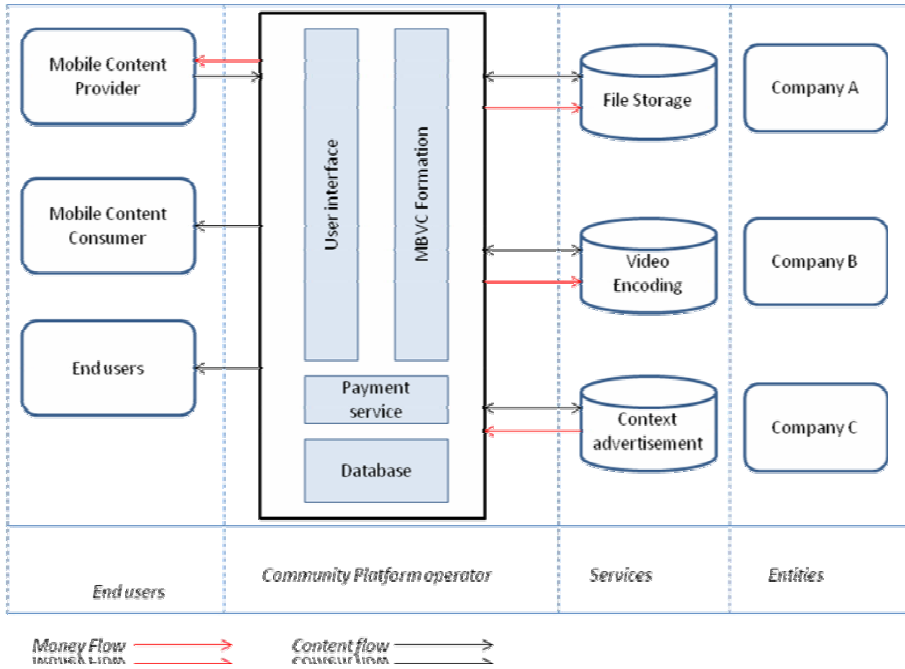 Mobile Content
Provider
Mobile Content
Consumer
End users
User interface
MBVC Formation
Payment
service
Database
File Storage
Video
Encoding
Context
advertisement
Company A
Company B
Company C
End users
Community Platform operator
Services
Entities
Money Flow
Content flow